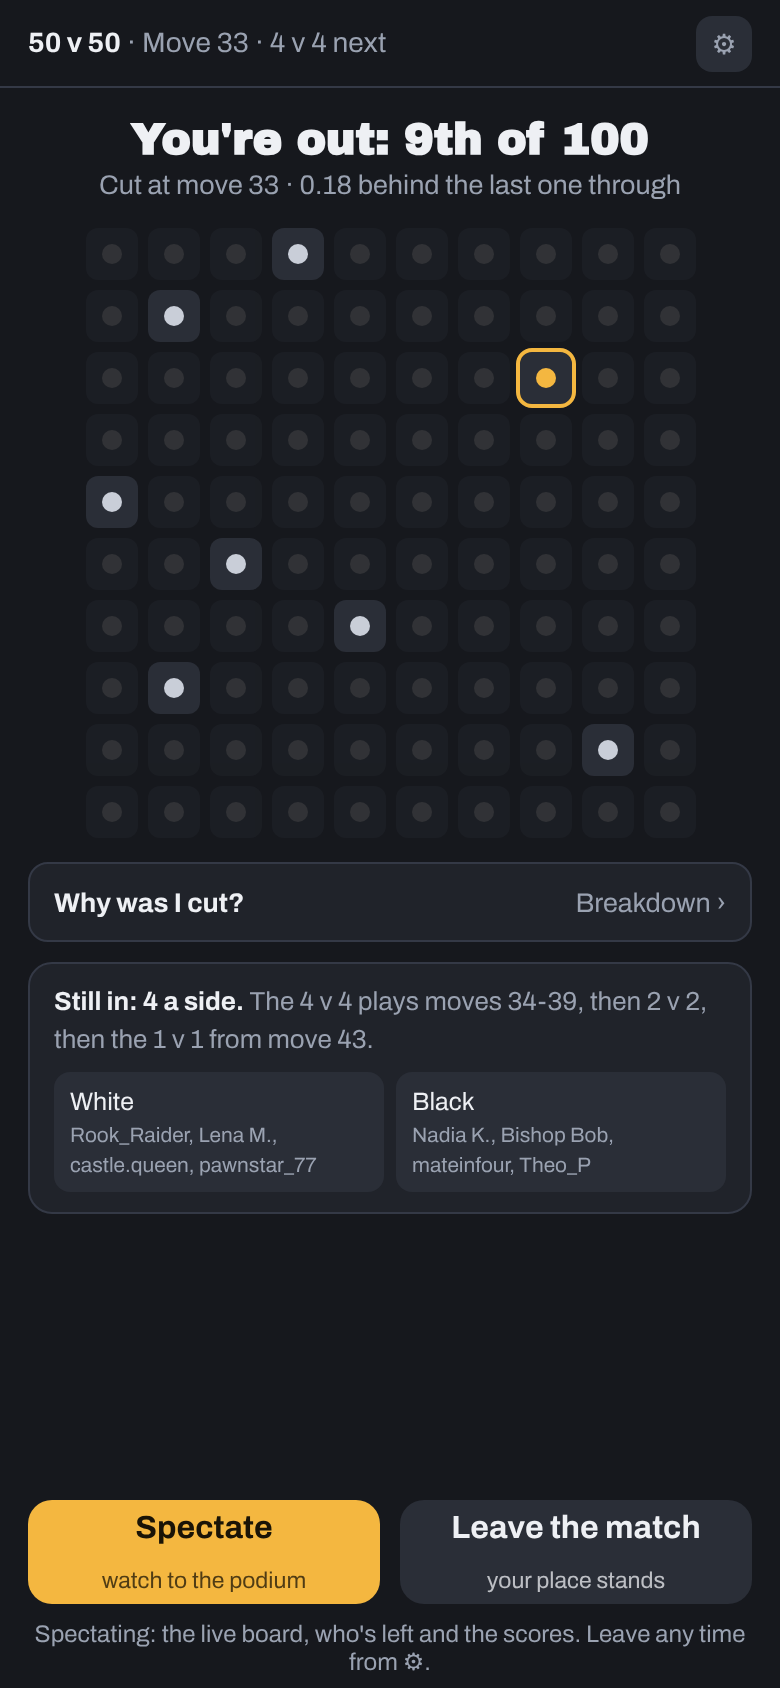 50 v 50 · Move 33 · 4 v 4 next
You're out: 9th of 100
Cut at move 33 · 0.18 behind the last one through
Why was I cut?
Breakdown ›
Still in: 4 a side. The 4 v 4 plays moves 34-39, then 2 v 2,
then the 1 v 1 from move 43.
White
Rook_Raider, Lena M.,
castle.queen, pawnstar_77
Black
Nadia K., Bishop Bob,
mateinfour, Theo_P
Spectate
watch to the podium
Leave the match
your place stands
Spectating: the live board, who's left and the scores. Leave any time
from ⚙.